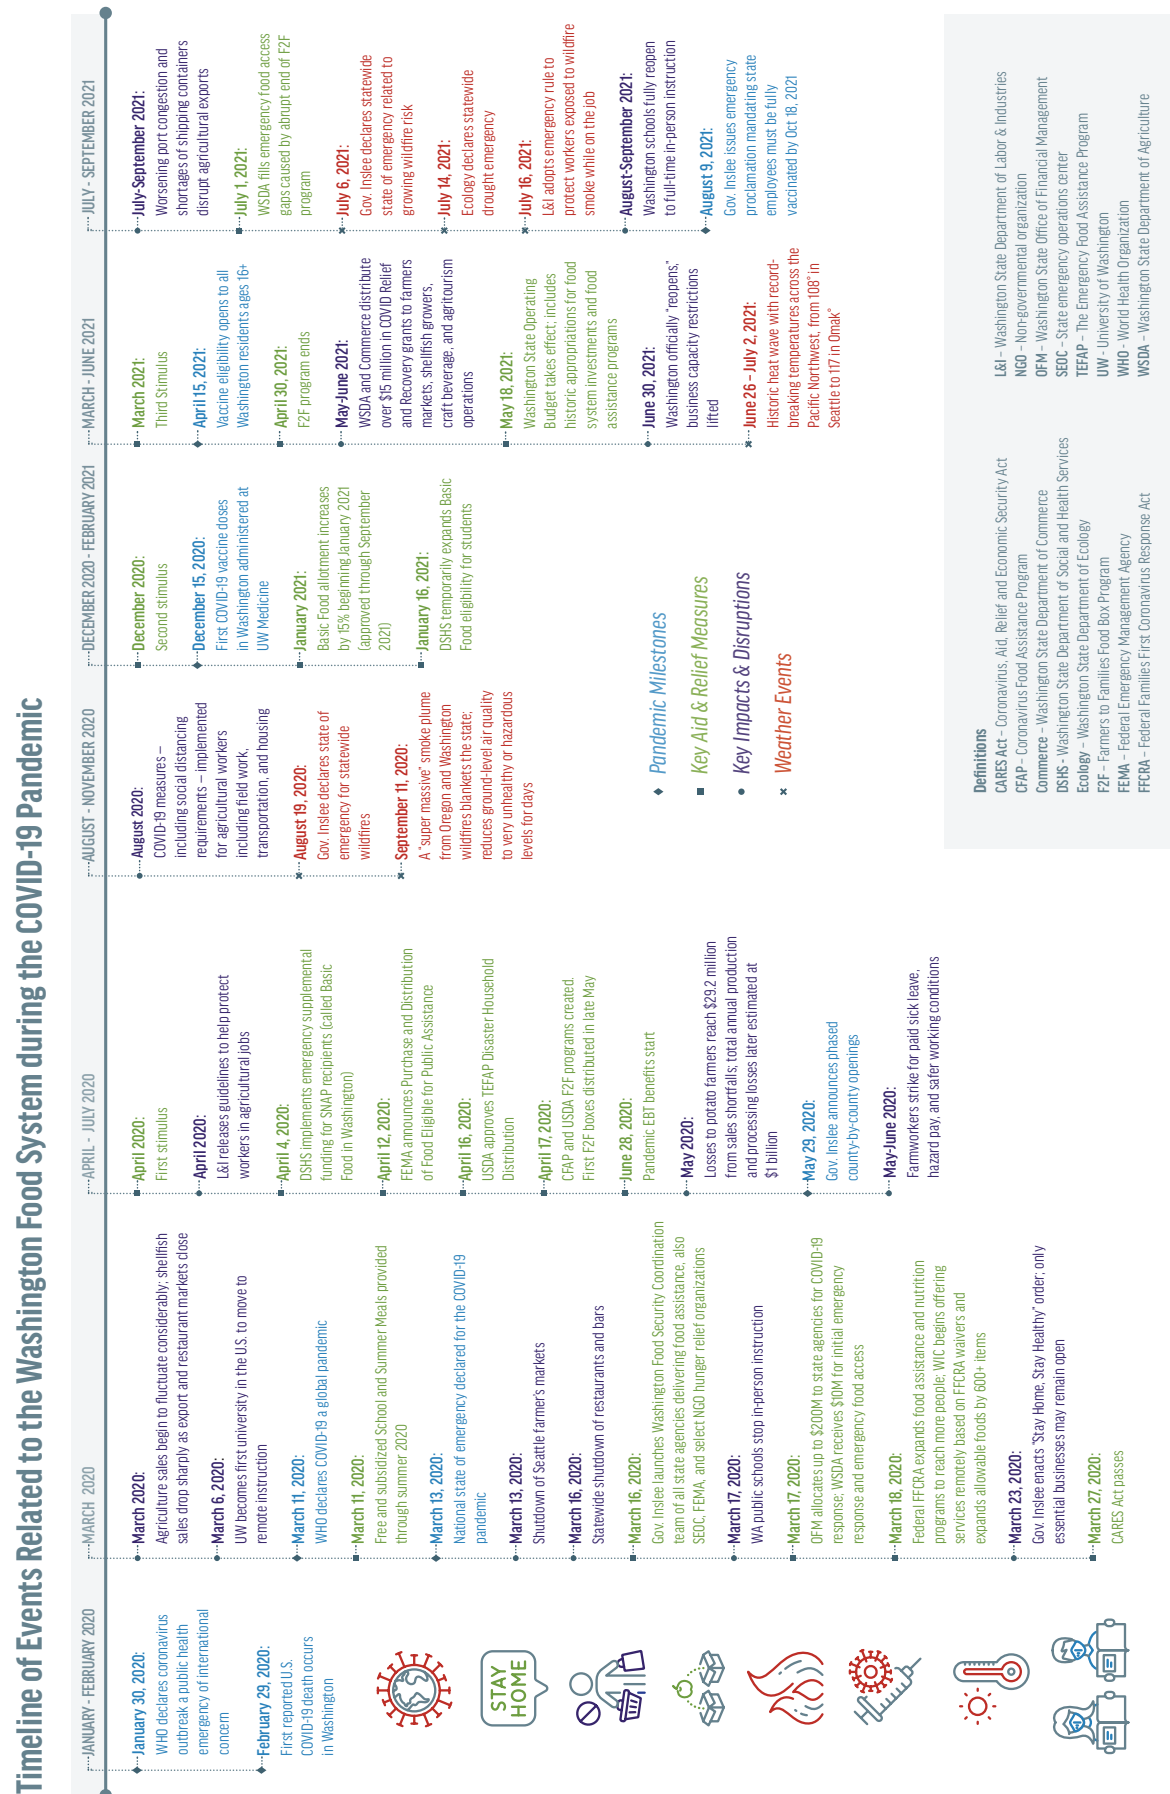 Timeline of Events Related to the Washington Food System during the COVID-19 Pandemic
JANUARY - FEBRUARY 2020
January 30, 2020:
WHO declares coronavirus
outbreak a public health
emergency of international
concern
February 29, 2020:
First reported U.S.
COVID-19 death occurs
in Washington
STAY
HOME
MARCH 2020
March 2020:
Agriculture sales begin to fluctuate considerably; shellfish
sales drop sharply as export and restaurant markets close
March 6, 2020:
UW becomes first university in the U.S. to move to
remote instruction
March 11, 2020:
WHO declares COVID-19 a global pandemic
March 11, 2020:
Free and subsidized School and Summer Meals provided
through summer 2020
March 13, 2020:
National state of emergency declared for the COVID-19
pandemic
March 13, 2020:
Shutdown of Seattle farmer's markets
March 16, 2020:
Statewide shutdown of restaurants and bars
March 16, 2020:
Gov. Inslee launches Washington Food Security Coordination
team of all state agencies delivering food assistance, also
SEOC, FEMA, and select NGO hunger relief organizations
March 17, 2020:
WA public schools stop in-person instruction
March 17, 2020:
OFM allocates up to $200M to state agencies for COVID-19
response; WSDA receives $10M for initial emergency
response and emergency food access
March 18, 2020:
Federal FFCRA expands food assistance and nutrition
programs to reach more people; WIC begins offering
services remotely based on FFCRA waivers and
expands allowable foods by 600+ items
March 23, 2020:
Gov. Inslee enacts "Stay Home, Stay Healthy" order; only
essential businesses may remain open
March 27, 2020:
CARES Act passes
APRIL - JULY 2020
April 2020:
First stimulus
April 2020:
L&I releases guidelines to help protect
workers in agricultural jobs
April 4, 2020:
DSHS implements emergency supplemental
funding for SNAP recipients (called Basic
Food in Washington)
April 12, 2020:
FEMA announces Purchase and Distribution
of Food Eligible for Public Assistance
April 16, 2020:
USDA approves TEFAP Disaster Household
Distribution
April 17, 2020:
CFAP and USDA F2F programs created.
First F2F boxes distributed in late May
June 28, 2020:
Pandemic EBT benefits start
May 2020:
Losses to potato farmers reach $29.2 million
from sales shortfalls; total annual production
and processing losses later estimated at
$1 billion
May 29, 2020:
Gov. Inslee announces phased
county-by-county openings
May-June 2020:
Farmworkers strike for paid sick leave,
hazard pay, and safer working conditions
AUGUST - NOVEMBER 2020
August 2020:
COVID-19 measures –
including social distancing
requirements – implemented
for agricultural workers
including field work,
transportation, and housing
August 19, 2020:
Gov. Inslee declares state of
emergency for statewide
wildfires
September 11, 2020:
A "super massive" smoke plume
from Oregon and Washington
wildfires blankets the state;
reduces ground-level air quality
to very unhealthy or hazardous
levels for days
DECEMBER 2020 - FEBRUARY 2021
December 2020:
Second stimulus
December 15, 2020:
First COVID-19 vaccine doses
in Washington administered at
UW Medicine
January 2021:
Basic Food allotment increases
by 15% beginning January 2021
(approved through September
2021)
January 16, 2021:
DSHS temporarily expands Basic
Food eligibility for students
MARCH - JUNE 2021
March 2021:
Third Stimulus
April 15, 2021:
Vaccine eligibility opens to all
Washington residents ages 16+
April 30, 2021:
F2F program ends
May-June 2021:
WSDA and Commerce distribute
over $15 million in COVID Relief
and Recovery grants to farmers
markets, shellfish growers,
craft beverage, and agritourism
operations
May 18, 2021:
Washington State Operating
Budget takes effect; includes
historic appropriations for food
system investments and food
assistance programs
June 30, 2021:
Washington officially "reopens,"
business capacity restrictions
lifted
June 26 - July 2, 2021:
Historic heat wave with record-
breaking temperatures across the
Pacific Northwest, from 108° in
Seattle to 117 in Omak°
JULY - SEPTEMBER 2021
July-September 2021:
Worsening port congestion and
shortages of shipping containers
disrupt agricultural exports
July 1, 2021:
WSDA fills emergency food access
gaps caused by abrupt end of F2F
program
July 6, 2021:
Gov. Inslee declares statewide
state of emergency related to
growing wildfire risk
July 14, 2021:
Ecology declares statewide
drought emergency
July 16, 2021:
L&I adopts emergency rule to
protect workers exposed to wildfire
smoke while on the job
August-September 2021:
Washington schools fully reopen
to full-time in-person instruction
August 9, 2021:
Gov. Inslee issues emergency
proclamation mandating state
employees must be fully
vaccinated by Oct 18, 2021
Pandemic Milestones
Key Aid & Relief Measures
Key Impacts & Disruptions
Weather Events
Definitions
CARES Act – Coronavirus, Aid, Relief and Economic Security Act
CFAP – Coronavirus Food Assistance Program
Commerce – Washington State Department of Commerce
DSHS - Washington State Department of Social and Health Services
Ecology – Washington State Department of Ecology
F2F – Farmers to Families Food Box Program
FEMA – Federal Emergency Management Agency
FFCRA – Federal Families First Coronavirus Response Act
L&I – Washington State Department of Labor & Industries
NGO – Non-governmental organization
OFM – Washington State Office of Financial Management
SEOC – State emergency operations center
TEFAP – The Emergency Food Assistance Program
UW - University of Washington
WHO - World Health Organization
WSDA – Washington State Department of Agriculture